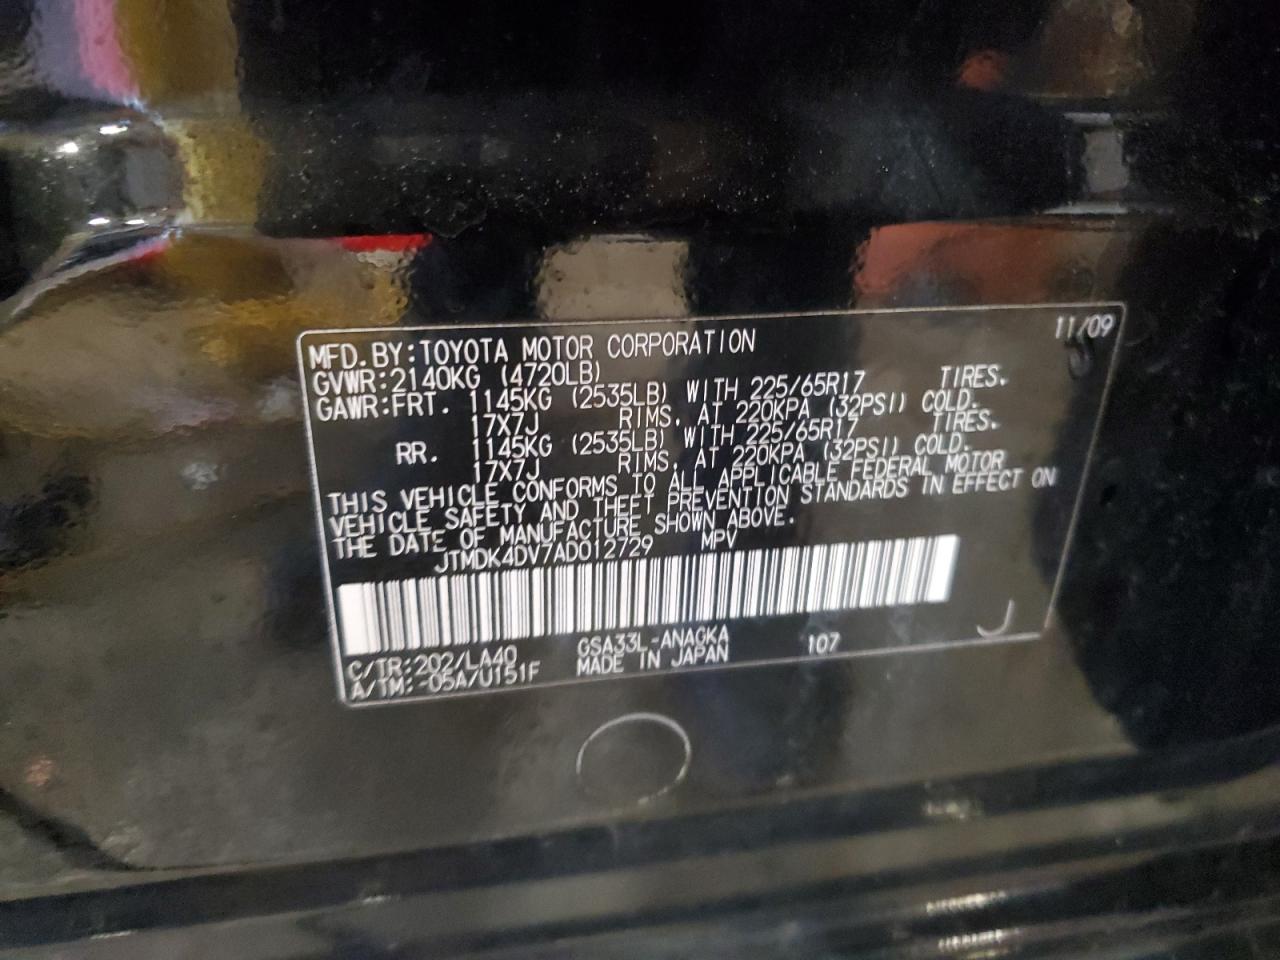 11/09
MFD. BY:TOYOTA MOTOR CORPORATION
GVWR:2140KG (4720LB)
GAWR:FRT. 1145KG (2535LB) WITH 225/65R17 TIRES.
17X7J RIMS, AT 220KPA (32PSI) COLD.
RR. 1145KG (2535LB) WITH 225/65R17 TIRES.
17X7J RIMS, AT 220KPA (32PSI) COLD.
THIS VEHICLE CONFORMS TO ALL APPLICABLE FEDERAL MOTOR
VEHICLE SAFETY AND THEFT PREVENTION STANDARDS IN EFFECT ON
THE DATE OF MANUFACTURE SHOWN ABOVE.
JTMDK4DV7AD012729 MPV
C/TR:202/LA40 GSA33L-ANAGKA 107 J
A/TM:-05A/U151F MADE IN JAPAN